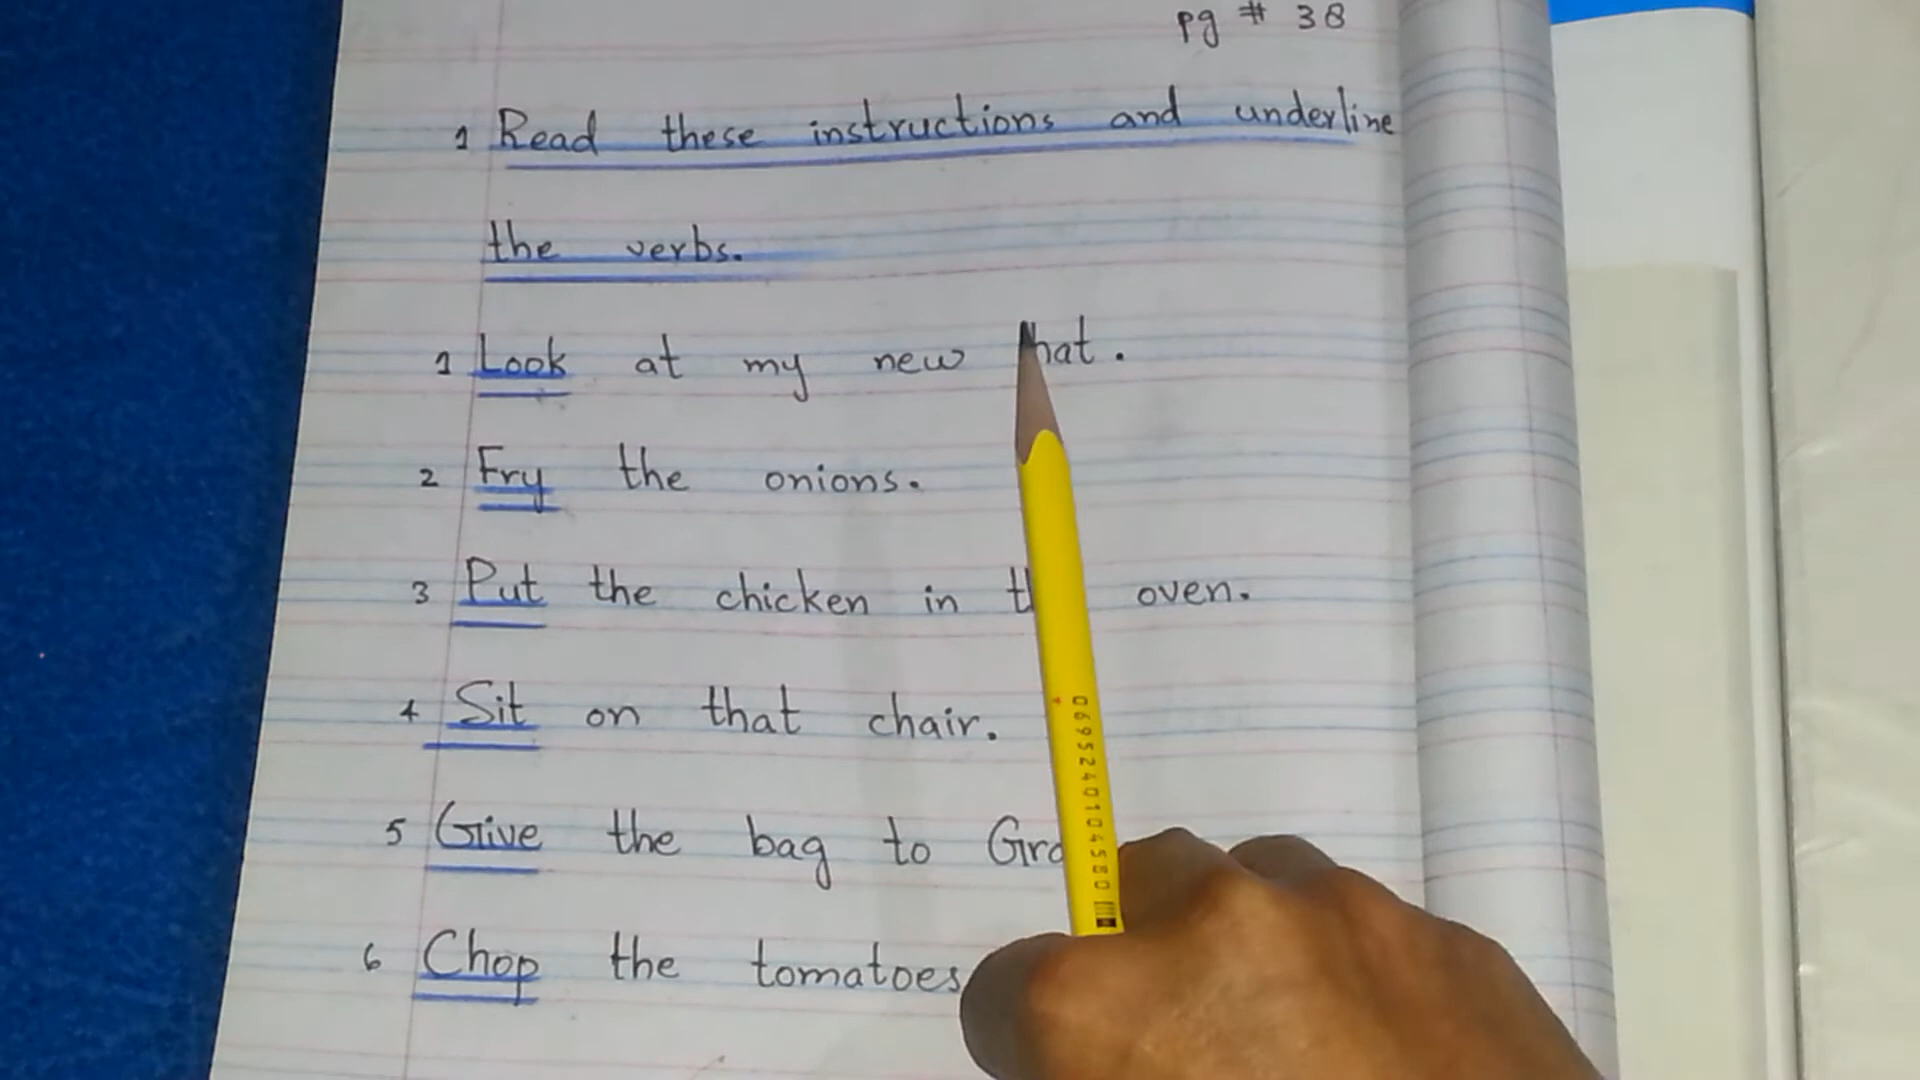 pg # 38
1 Read these instructions and underline
the verbs.
1 Look at my new hat.
2 Fry the onions.
3 Put the chicken in oven.
4 Sit on that chair.
5 Give the bag to
6 Chop the tomatoes
0695240104580